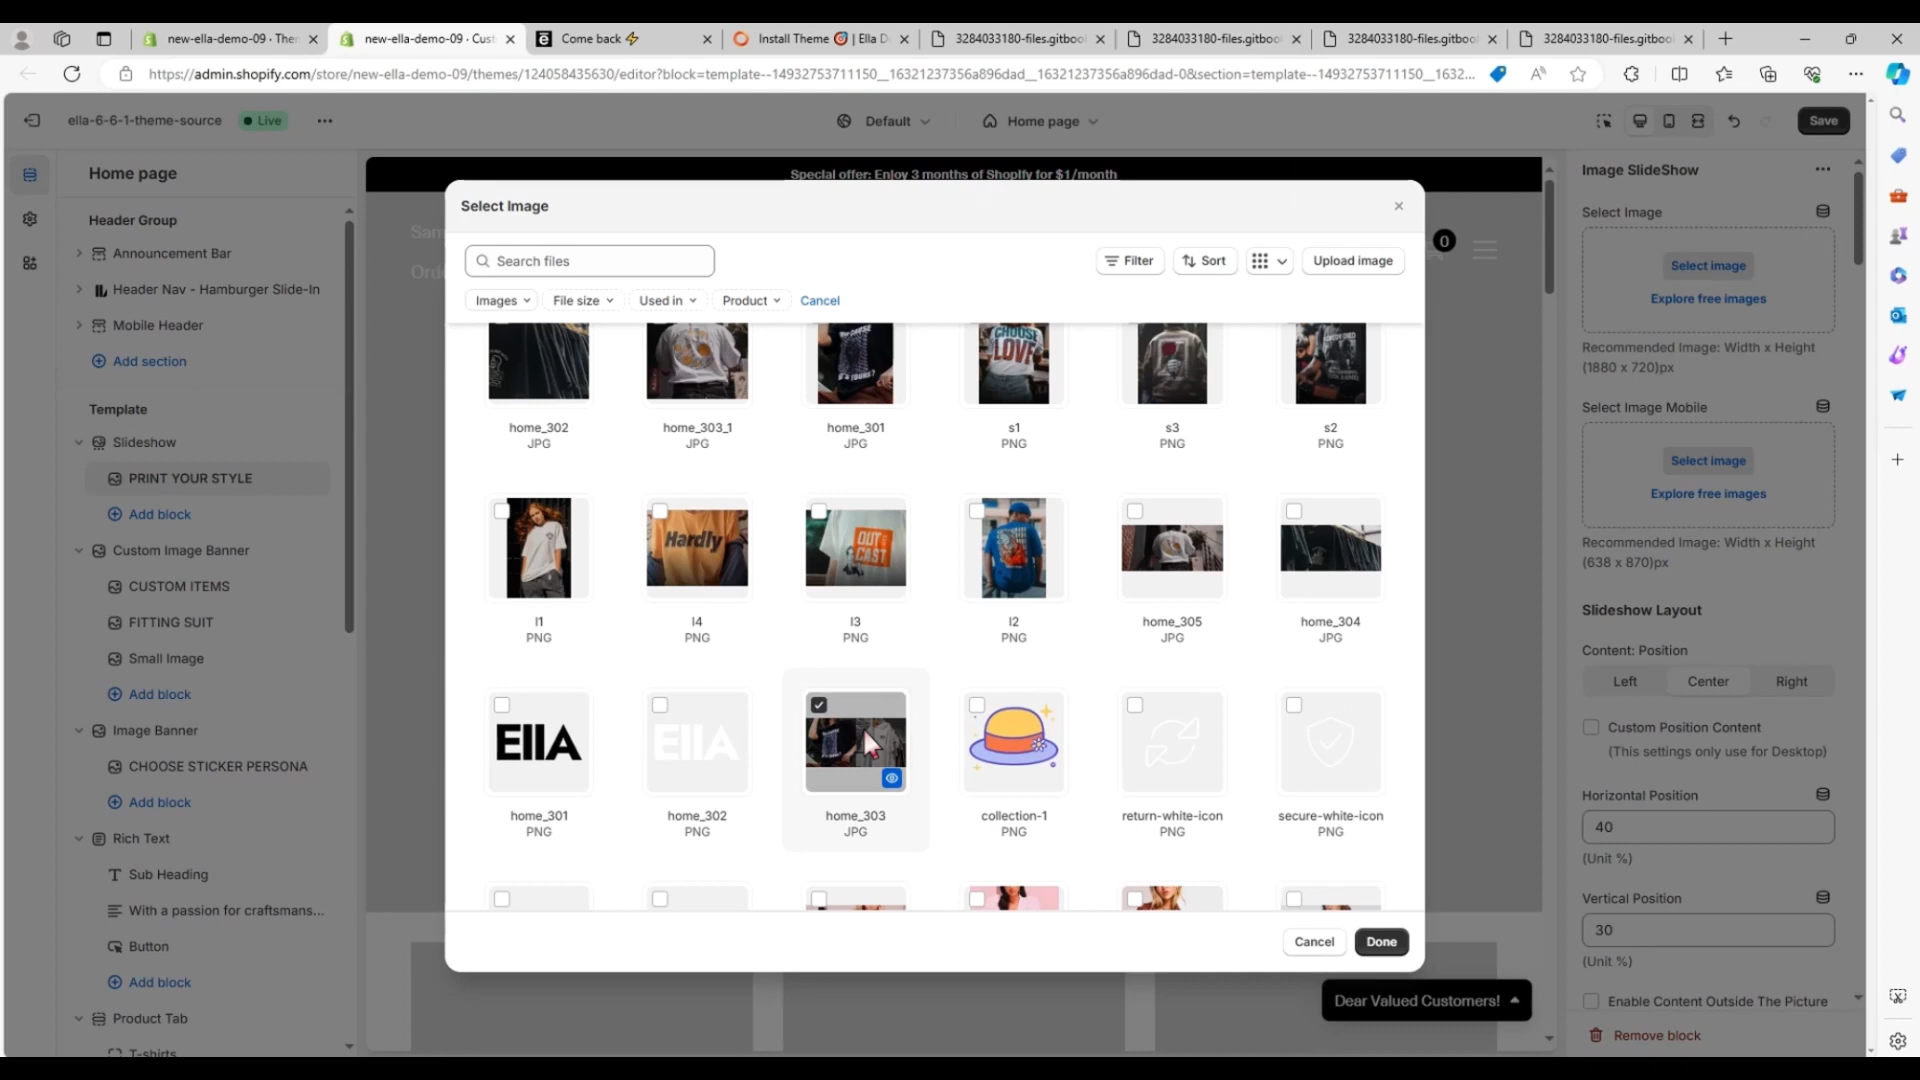 new-ella-demo-09 · Ther
new-ella-demo-09 · Cust
Come back ⚡
Install Theme 🎯 | Ella D
3284033180-files.gitboo
3284033180-files.gitboo
3284033180-files.gitboo
3284033180-files.gitboo
https://admin.shopify.com/store/new-ella-demo-09/themes/124058435630/editor?block=template--14932753711150__16321237356a896dad__16321237356a896dad-0&section=template--14932753711150__1632...
ella-6-6-1-theme-source
Live
Default
Home page
Save
Home page
Header Group
Announcement Bar
Header Nav - Hamburger Slide-In
Mobile Header
Add section
Template
Slideshow
PRINT YOUR STYLE
Add block
Custom Image Banner
CUSTOM ITEMS
FITTING SUIT
Small Image
Add block
Image Banner
CHOOSE STICKER PERSONA
Add block
Rich Text
Sub Heading
With a passion for craftsmans...
Button
Add block
Product Tab
T-shirts
Special offer: Enjoy 3 months of Shopify for $1/month
0
Select Image
Search files
Filter
Sort
Upload image
Images
File size
Used in
Product
Cancel
CHOOSE
LOVE
home_302
JPG
home_303_1
JPG
home_301
JPG
s1
PNG
s3
PNG
s2
PNG
Hardly
OUT
CAST
l1
PNG
l4
PNG
l3
PNG
l2
PNG
home_305
JPG
home_304
JPG
EllA
EllA
home_301
PNG
home_302
PNG
home_303
JPG
collection-1
PNG
return-white-icon
PNG
secure-white-icon
PNG
Cancel
Done
Dear Valued Customers!
Image SlideShow
Select Image
Select image
Explore free images
Recommended Image: Width x Height
(1880 x 720)px
Select Image Mobile
Select image
Explore free images
Recommended Image: Width x Height
(638 x 870)px
Slideshow Layout
Content: Position
Left
Center
Right
Custom Position Content
(This settings only use for Desktop)
Horizontal Position
40
(Unit %)
Vertical Position
30
(Unit %)
Enable Content Outside The Picture
Remove block